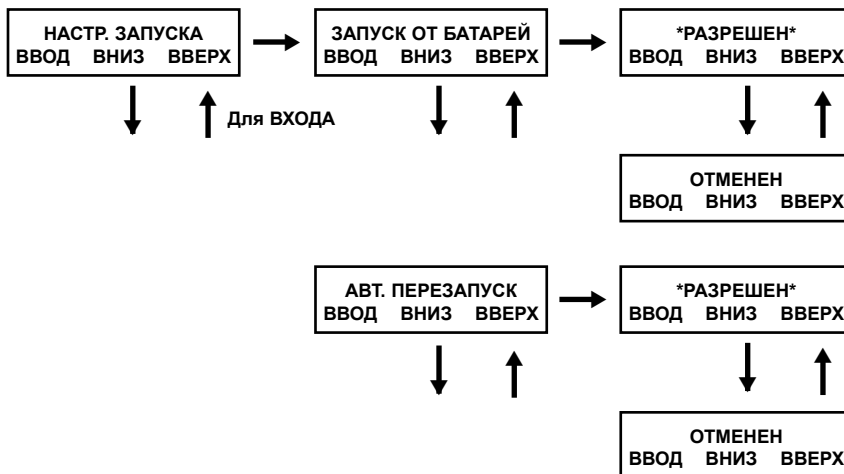 НАСТР. ЗАПУСКА
ВВОД ВНИЗ ВВЕРХ
ЗАПУСК ОТ БАТАРЕЙ
ВВОД ВНИЗ ВВЕРХ
*РАЗРЕШЕН*
ВВОД ВНИЗ ВВЕРХ
Для ВХОДА
ОТМЕНЕН
ВВОД ВНИЗ ВВЕРХ
АВТ. ПЕРЕЗАПУСК
ВВОД ВНИЗ ВВЕРХ
*РАЗРЕШЕН*
ВВОД ВНИЗ ВВЕРХ
ОТМЕНЕН
ВВОД ВНИЗ ВВЕРХ